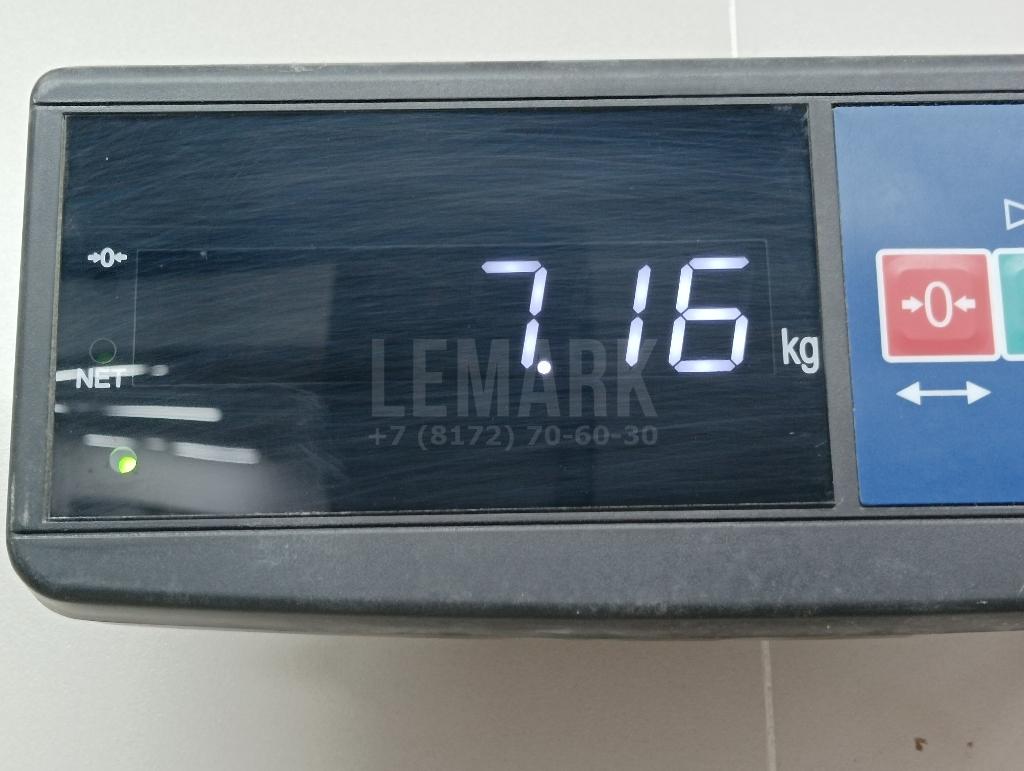 →0←
7.16
kg
→0←
NET
LEMARK
+7 (8172) 70-60-30